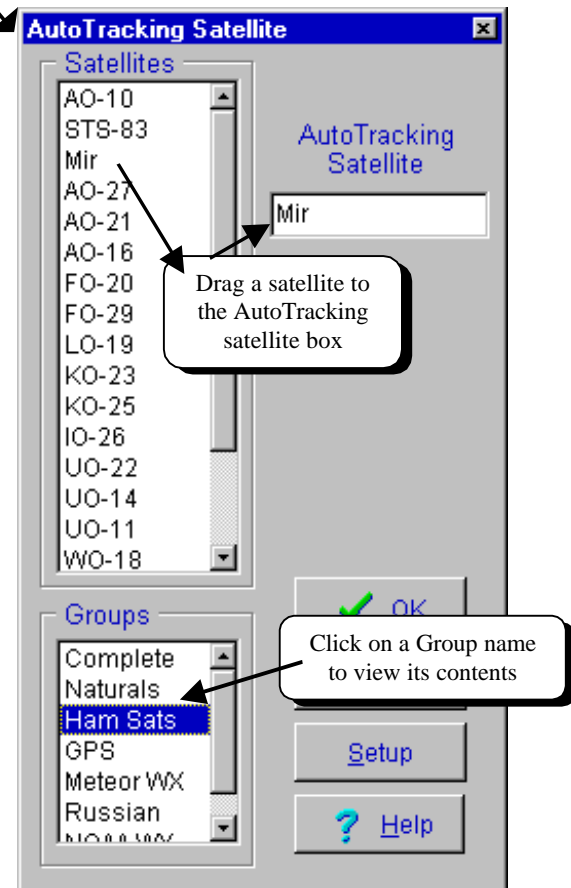 AutoTracking Satellite
Satellites
AO-10
STS-83
Mir
AO-27
AO-21
AO-16
FO-20
FO-29
LO-19
KO-23
KO-25
IO-26
UO-22
UO-14
UO-11
WO-18
AutoTracking
Satellite
Mir
Drag a satellite to
the AutoTracking
satellite box
Groups
Complete
Naturals
Ham Sats
GPS
Meteor WX
Russian
OK
Click on a Group name
to view its contents
Setup
? Help